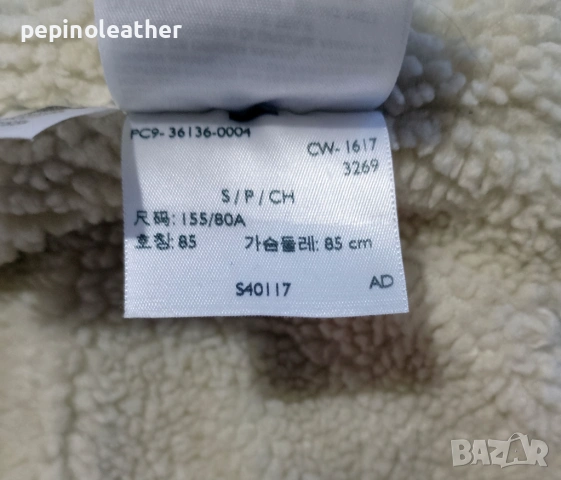 pepinoleather
PC9-36136-0004
CW-1617
3269
S/P/CH
尺码: 155/80A
호칭: 85 가슴둘레: 85 cm
S40117 AD
BAZAR